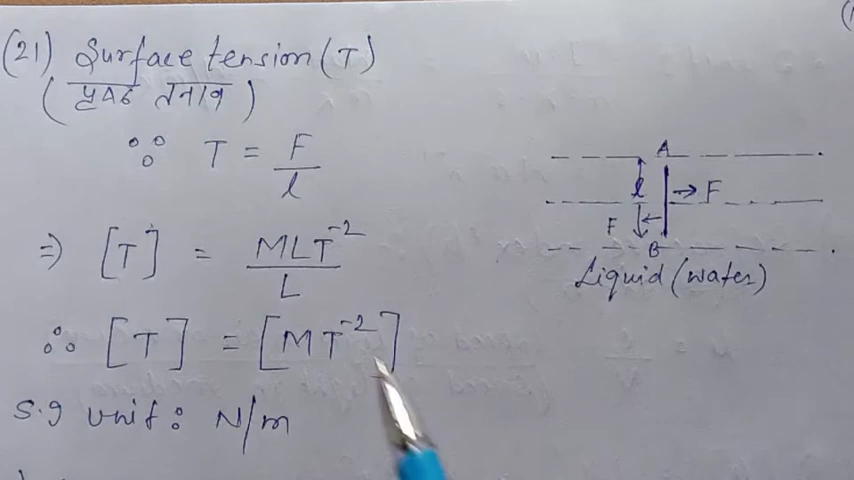 (21) Surface tension (T)
(पृष्ठ तनाव)
∵ T = F/l
⇒ [T] = MLT⁻²/L
∴ [T] = [MT⁻²]
S.I unit: N/m
A
l → F
F ←
B
Liquid (water)